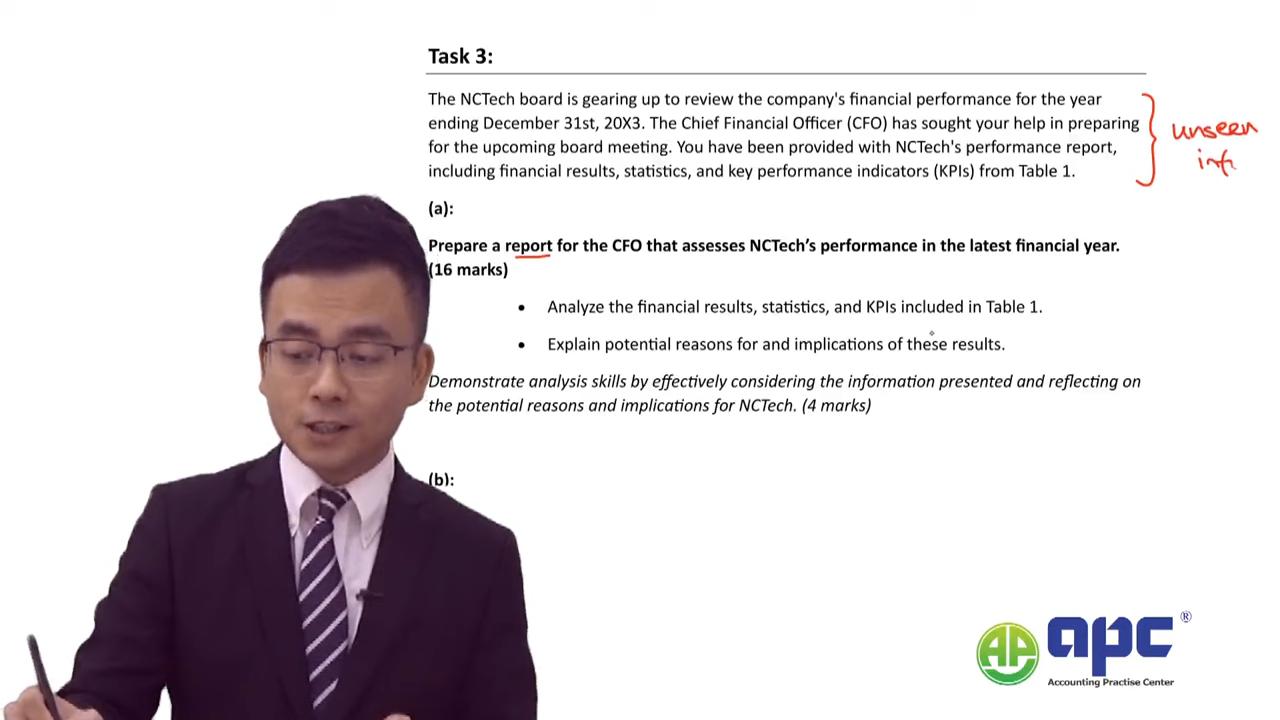 Task 3:
The NCTech board is gearing up to review the company's financial performance for the year
ending December 31st, 20X3. The Chief Financial Officer (CFO) has sought your help in preparing
for the upcoming board meeting. You have been provided with NCTech's performance report,
including financial results, statistics, and key performance indicators (KPIs) from Table 1.
unseen
inf
(a):
Prepare a report for the CFO that assesses NCTech’s performance in the latest financial year.
(16 marks)
• Analyze the financial results, statistics, and KPIs included in Table 1.
• Explain potential reasons for and implications of these results.
Demonstrate analysis skills by effectively considering the information presented and reflecting on
the potential reasons and implications for NCTech. (4 marks)
(b):
AP apc ®
Accounting Practise Center